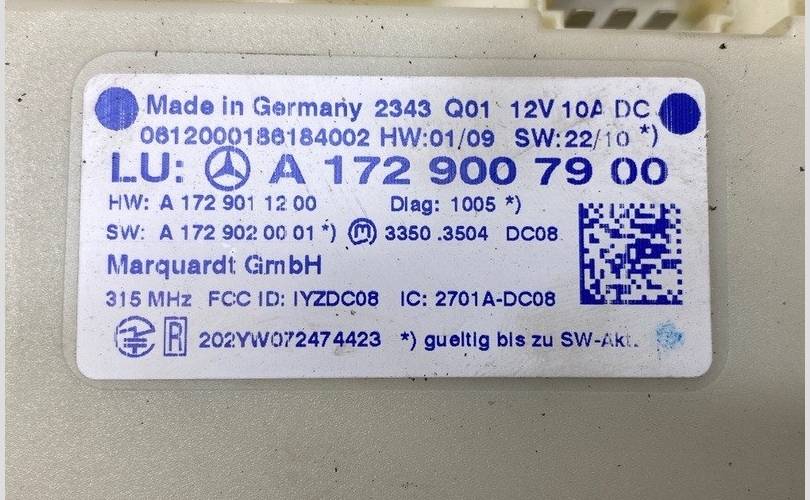 Made in Germany 2343 Q01 12V 10A DC
0612000186184002 HW:01/09 SW:22/10 *)
LU: A 172 900 79 00
HW: A 172 901 12 00 Diag: 1005 *)
SW: A 172 902 00 01 *) m 3350.3504 DC08
Marquardt GmbH
315 MHz FCC ID: IYZDC08 IC: 2701A-DC08
R 202YW072474423 *) gueltig bis zu SW-Akt.